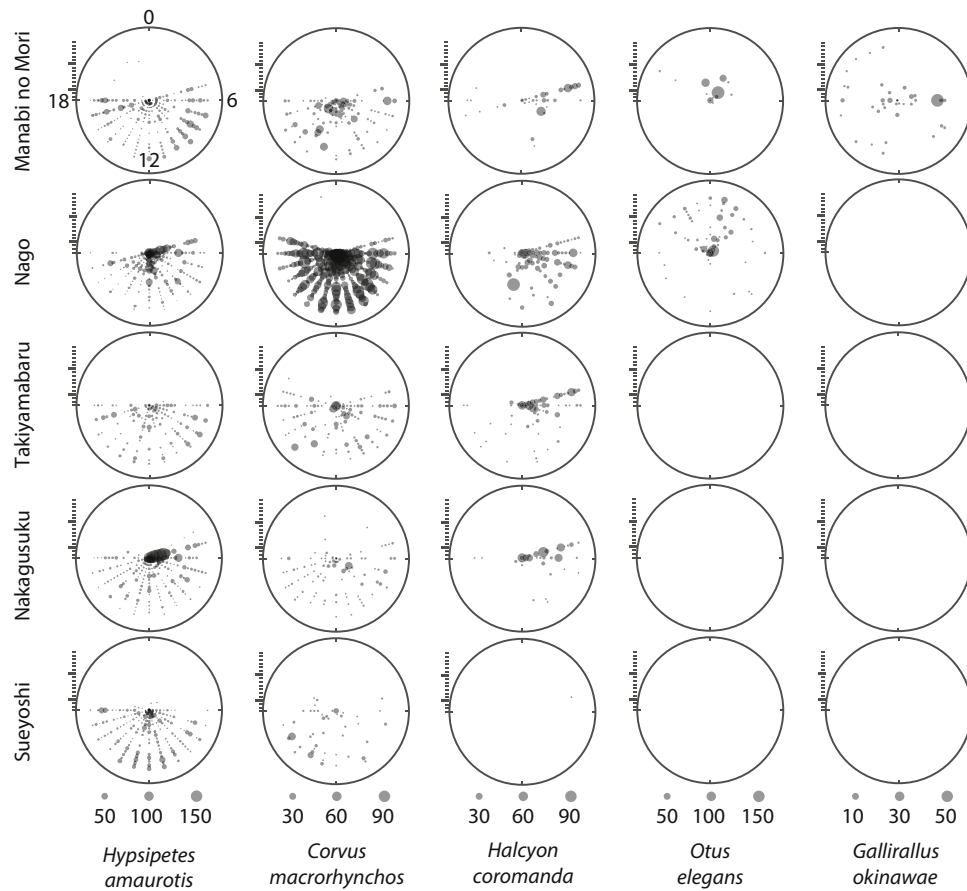 0
18
6
12
Manabi no Mori
Nago
Takiyamabaru
Nakagusuku
Sueyoshi
50 100 150
30 60 90
30 60 90
50 100 150
10 30 50
Hypsipetes
amaurotis
Corvus
macrorhynchos
Halcyon
coromanda
Otus
elegans
Gallirallus
okinawae